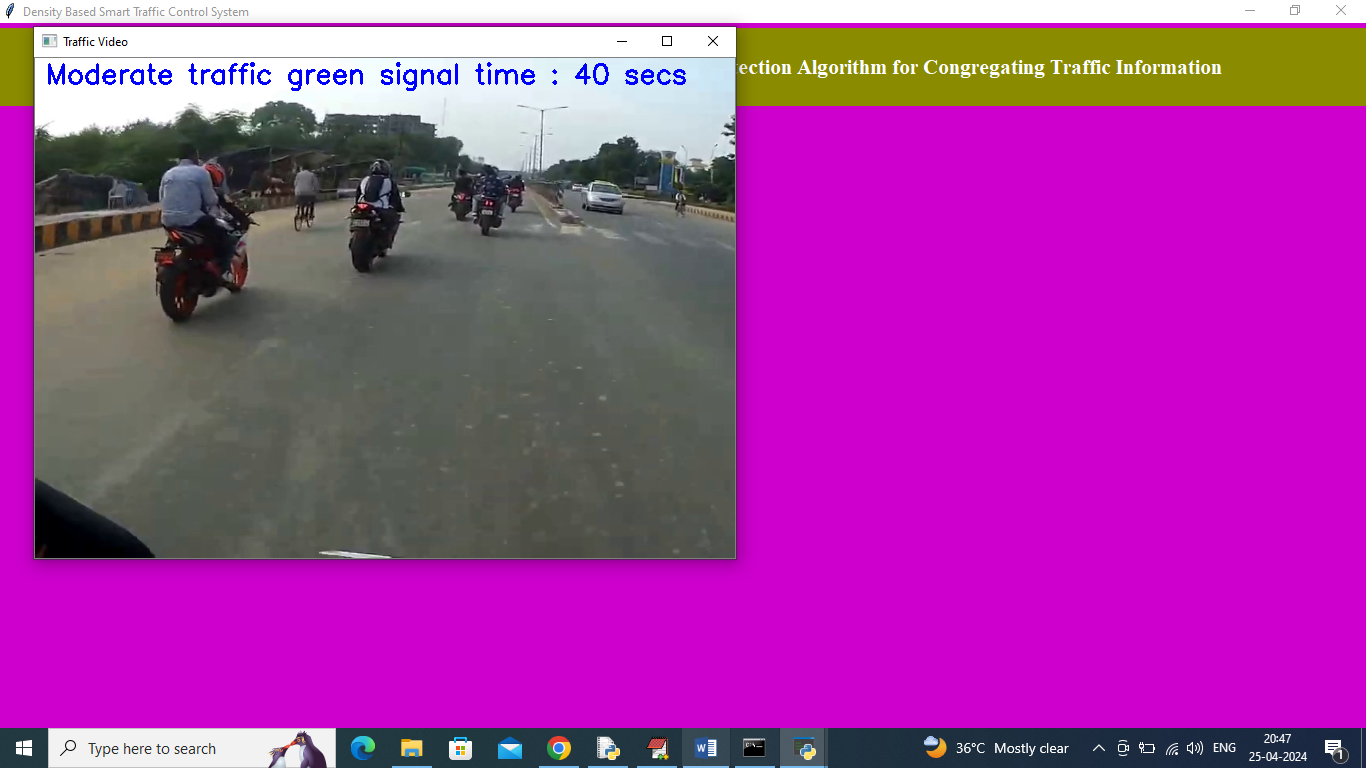 Density Based Smart Traffic Control System
Traffic Video
Moderate traffic green signal time : 40 secs
Algorithm for Congregating Traffic Information
Type here to search
36°C Mostly clear
ENG
20:47
25-04-2024
1